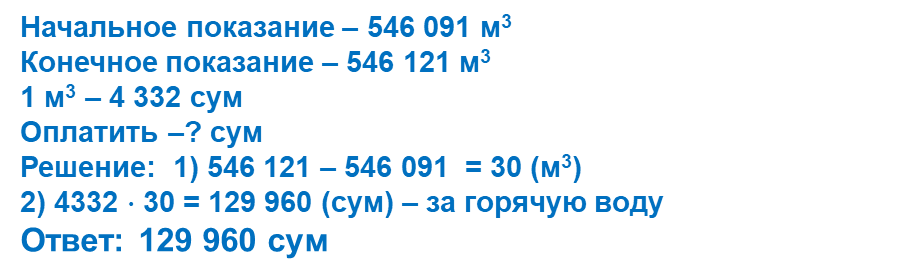 Начальное показание – 546 091 м³
Конечное показание – 546 121 м³
1 м³ – 4 332 сум
Оплатить –? сум
Решение: 1) 546 121 – 546 091 = 30 (м³)
2) 4332 · 30 = 129 960 (сум) – за горячую воду
Ответ: 129 960 сум